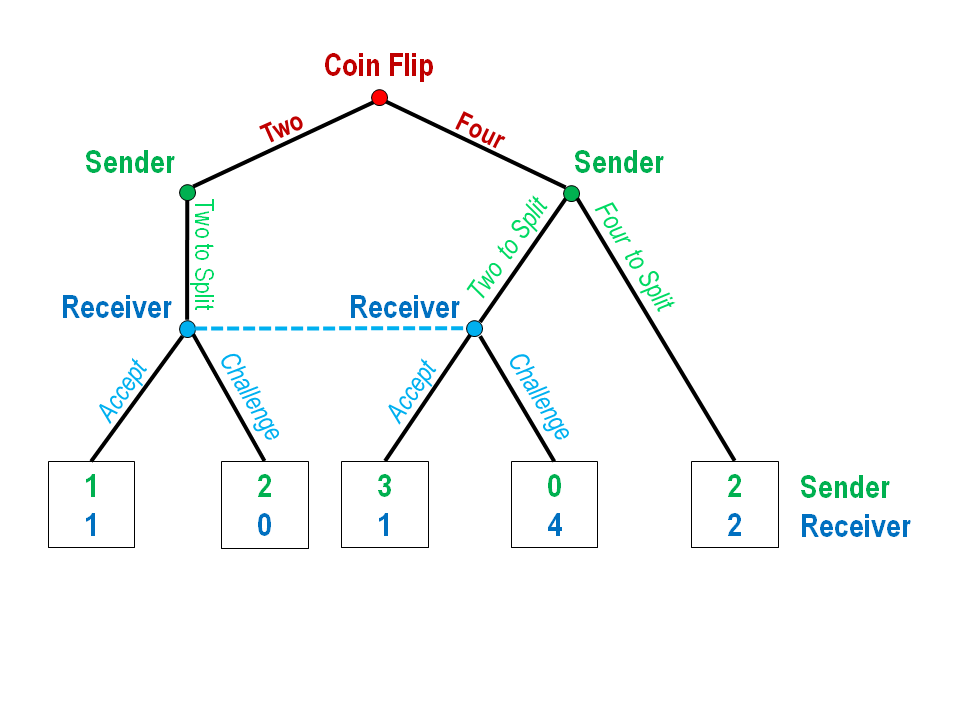 Coin Flip
Two
Four
Sender
Sender
Two to Split
Two to Split
Four to Split
Receiver
Receiver
Accept
Challenge
Accept
Challenge
1
2
3
0
2
Sender
1
0
1
4
2
Receiver